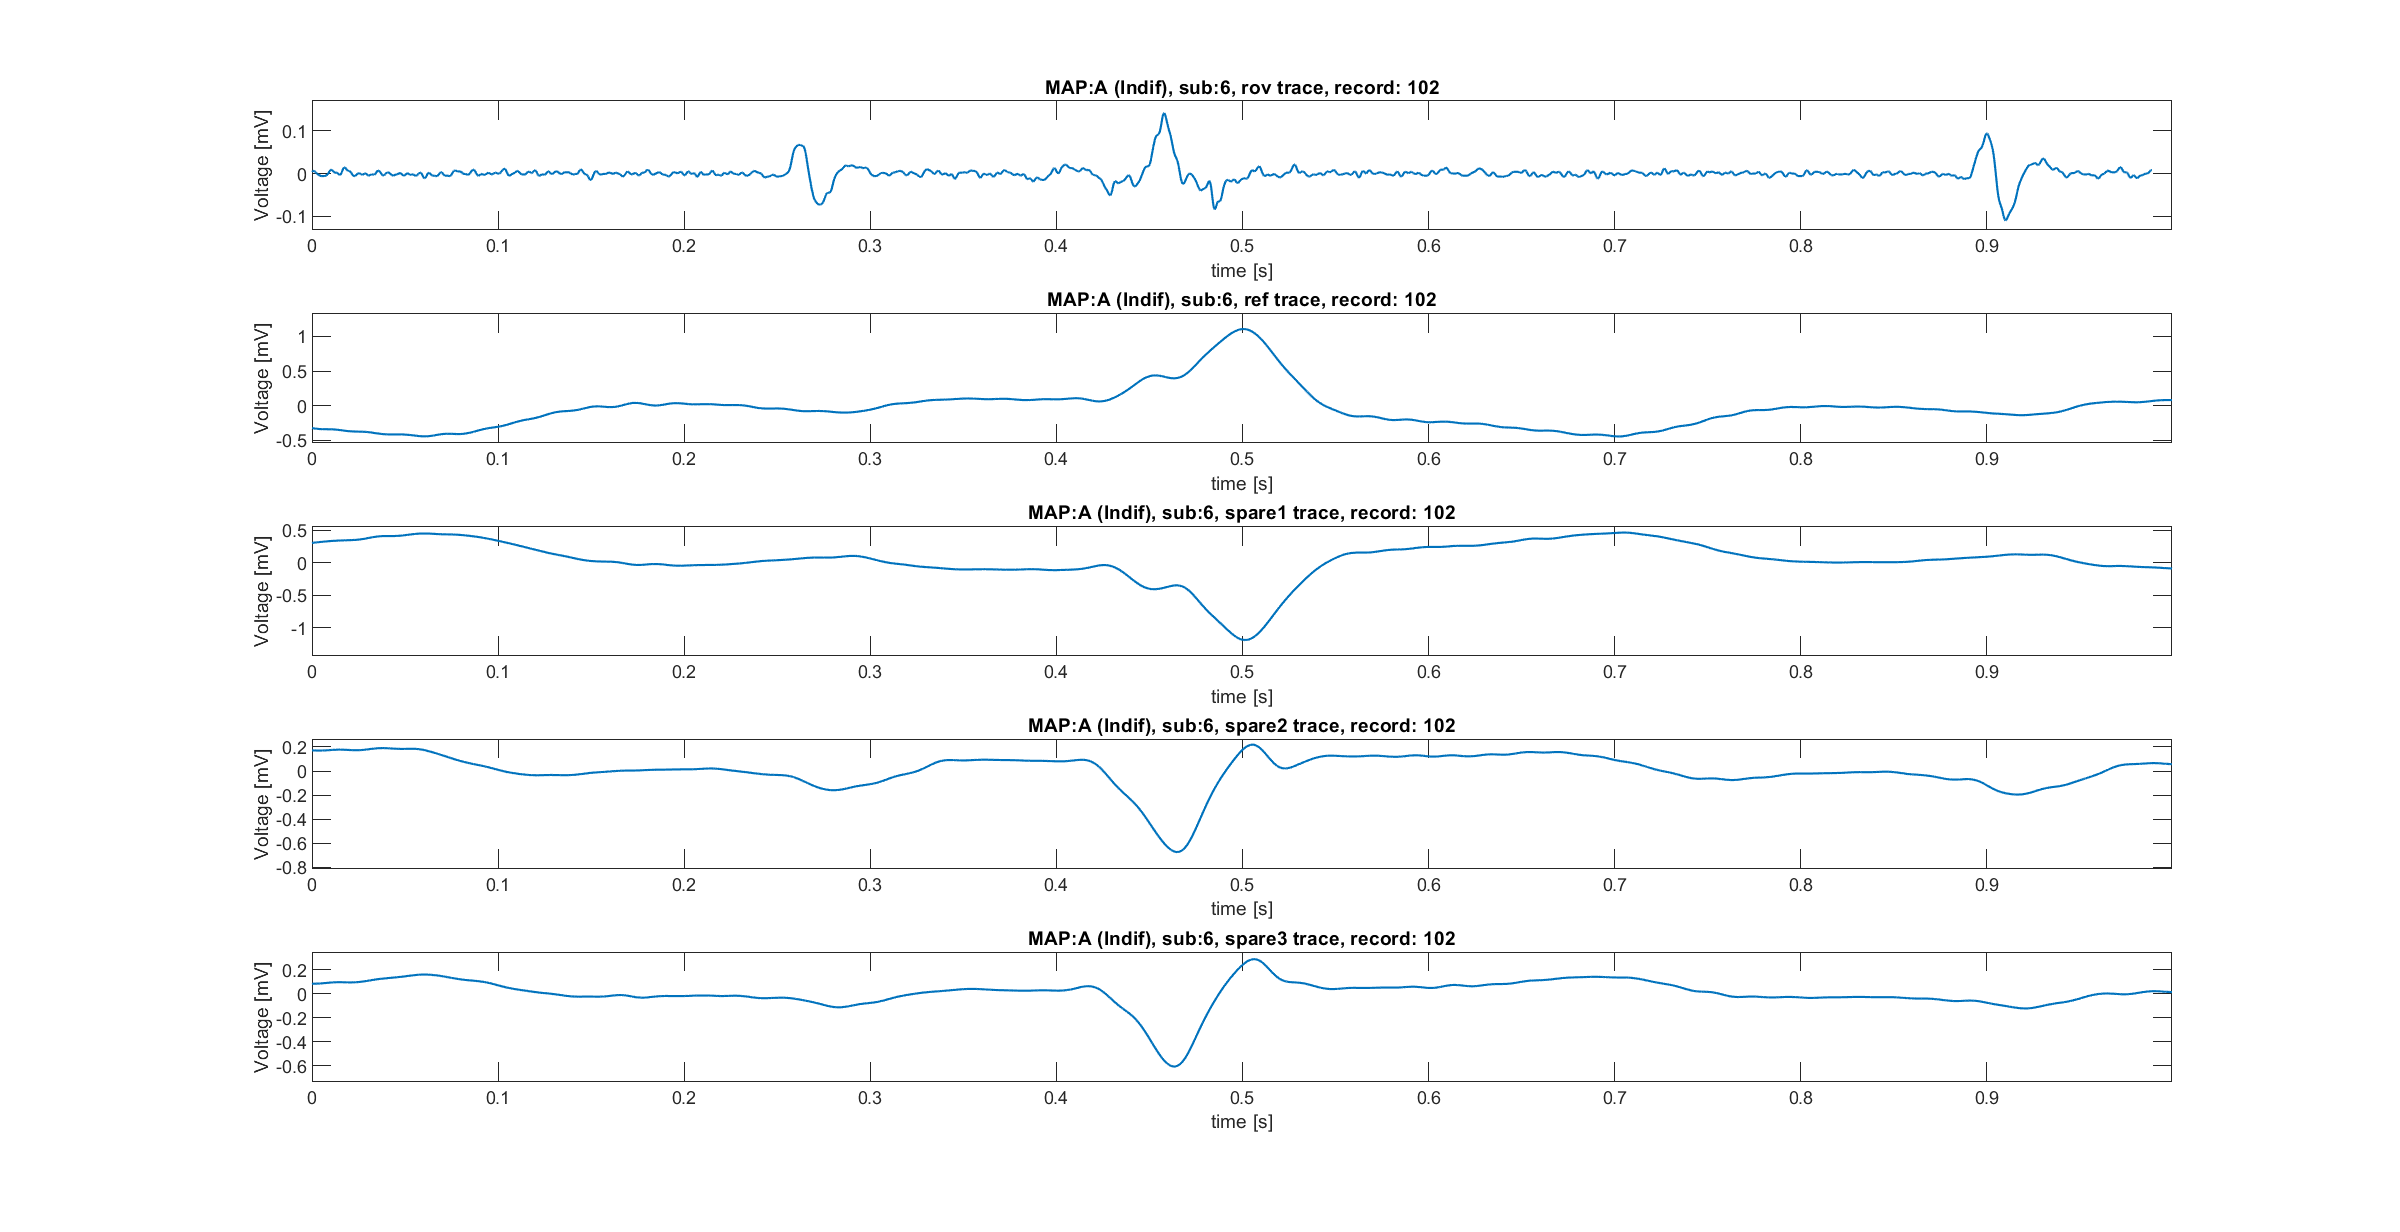 MAP:A (Indif), sub:6, rov trace, record: 102
Voltage [mV]
0.1
0
-0.1
0 0.1 0.2 0.3 0.4 0.5 0.6 0.7 0.8 0.9
time [s]
MAP:A (Indif), sub:6, ref trace, record: 102
Voltage [mV]
1
0.5
0
-0.5
0 0.1 0.2 0.3 0.4 0.5 0.6 0.7 0.8 0.9
time [s]
MAP:A (Indif), sub:6, spare1 trace, record: 102
Voltage [mV]
0.5
0
-0.5
-1
0 0.1 0.2 0.3 0.4 0.5 0.6 0.7 0.8 0.9
time [s]
MAP:A (Indif), sub:6, spare2 trace, record: 102
Voltage [mV]
0.2
0
-0.2
-0.4
-0.6
-0.8
0 0.1 0.2 0.3 0.4 0.5 0.6 0.7 0.8 0.9
time [s]
MAP:A (Indif), sub:6, spare3 trace, record: 102
Voltage [mV]
0.2
0
-0.2
-0.4
-0.6
0 0.1 0.2 0.3 0.4 0.5 0.6 0.7 0.8 0.9
time [s]